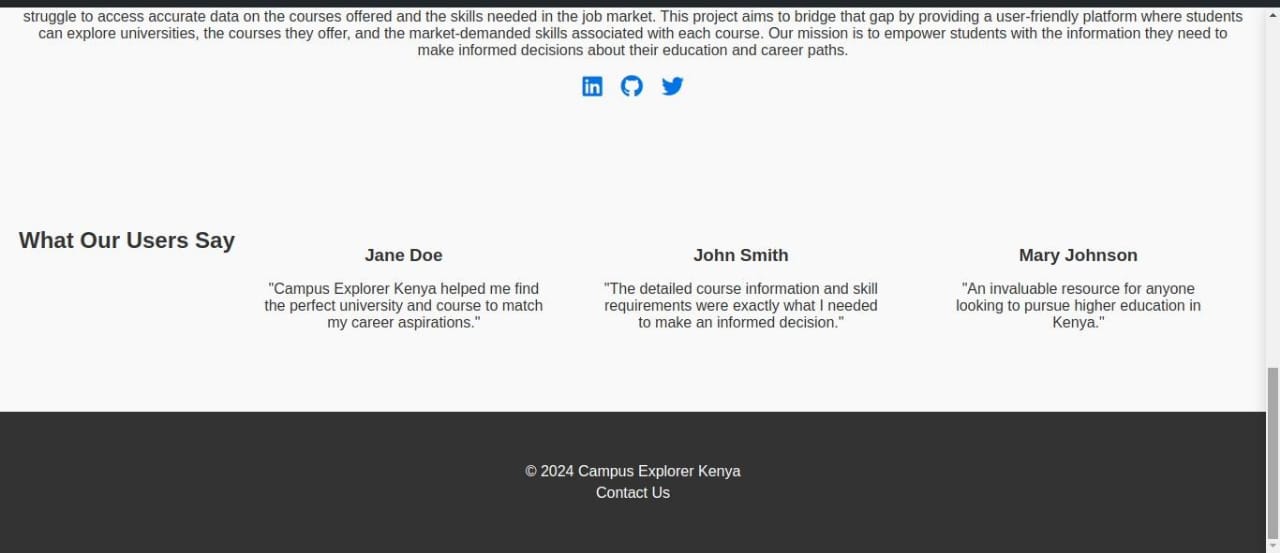 struggle to access accurate data on the courses offered and the skills needed in the job market. This project aims to bridge that gap by providing a user-friendly platform where students
can explore universities, the courses they offer, and the market-demanded skills associated with each course. Our mission is to empower students with the information they need to
make informed decisions about their education and career paths.
in
What Our Users Say
Jane Doe
"Campus Explorer Kenya helped me find
the perfect university and course to match
my career aspirations."
John Smith
"The detailed course information and skill
requirements were exactly what I needed
to make an informed decision."
Mary Johnson
"An invaluable resource for anyone
looking to pursue higher education in
Kenya."
© 2024 Campus Explorer Kenya
Contact Us